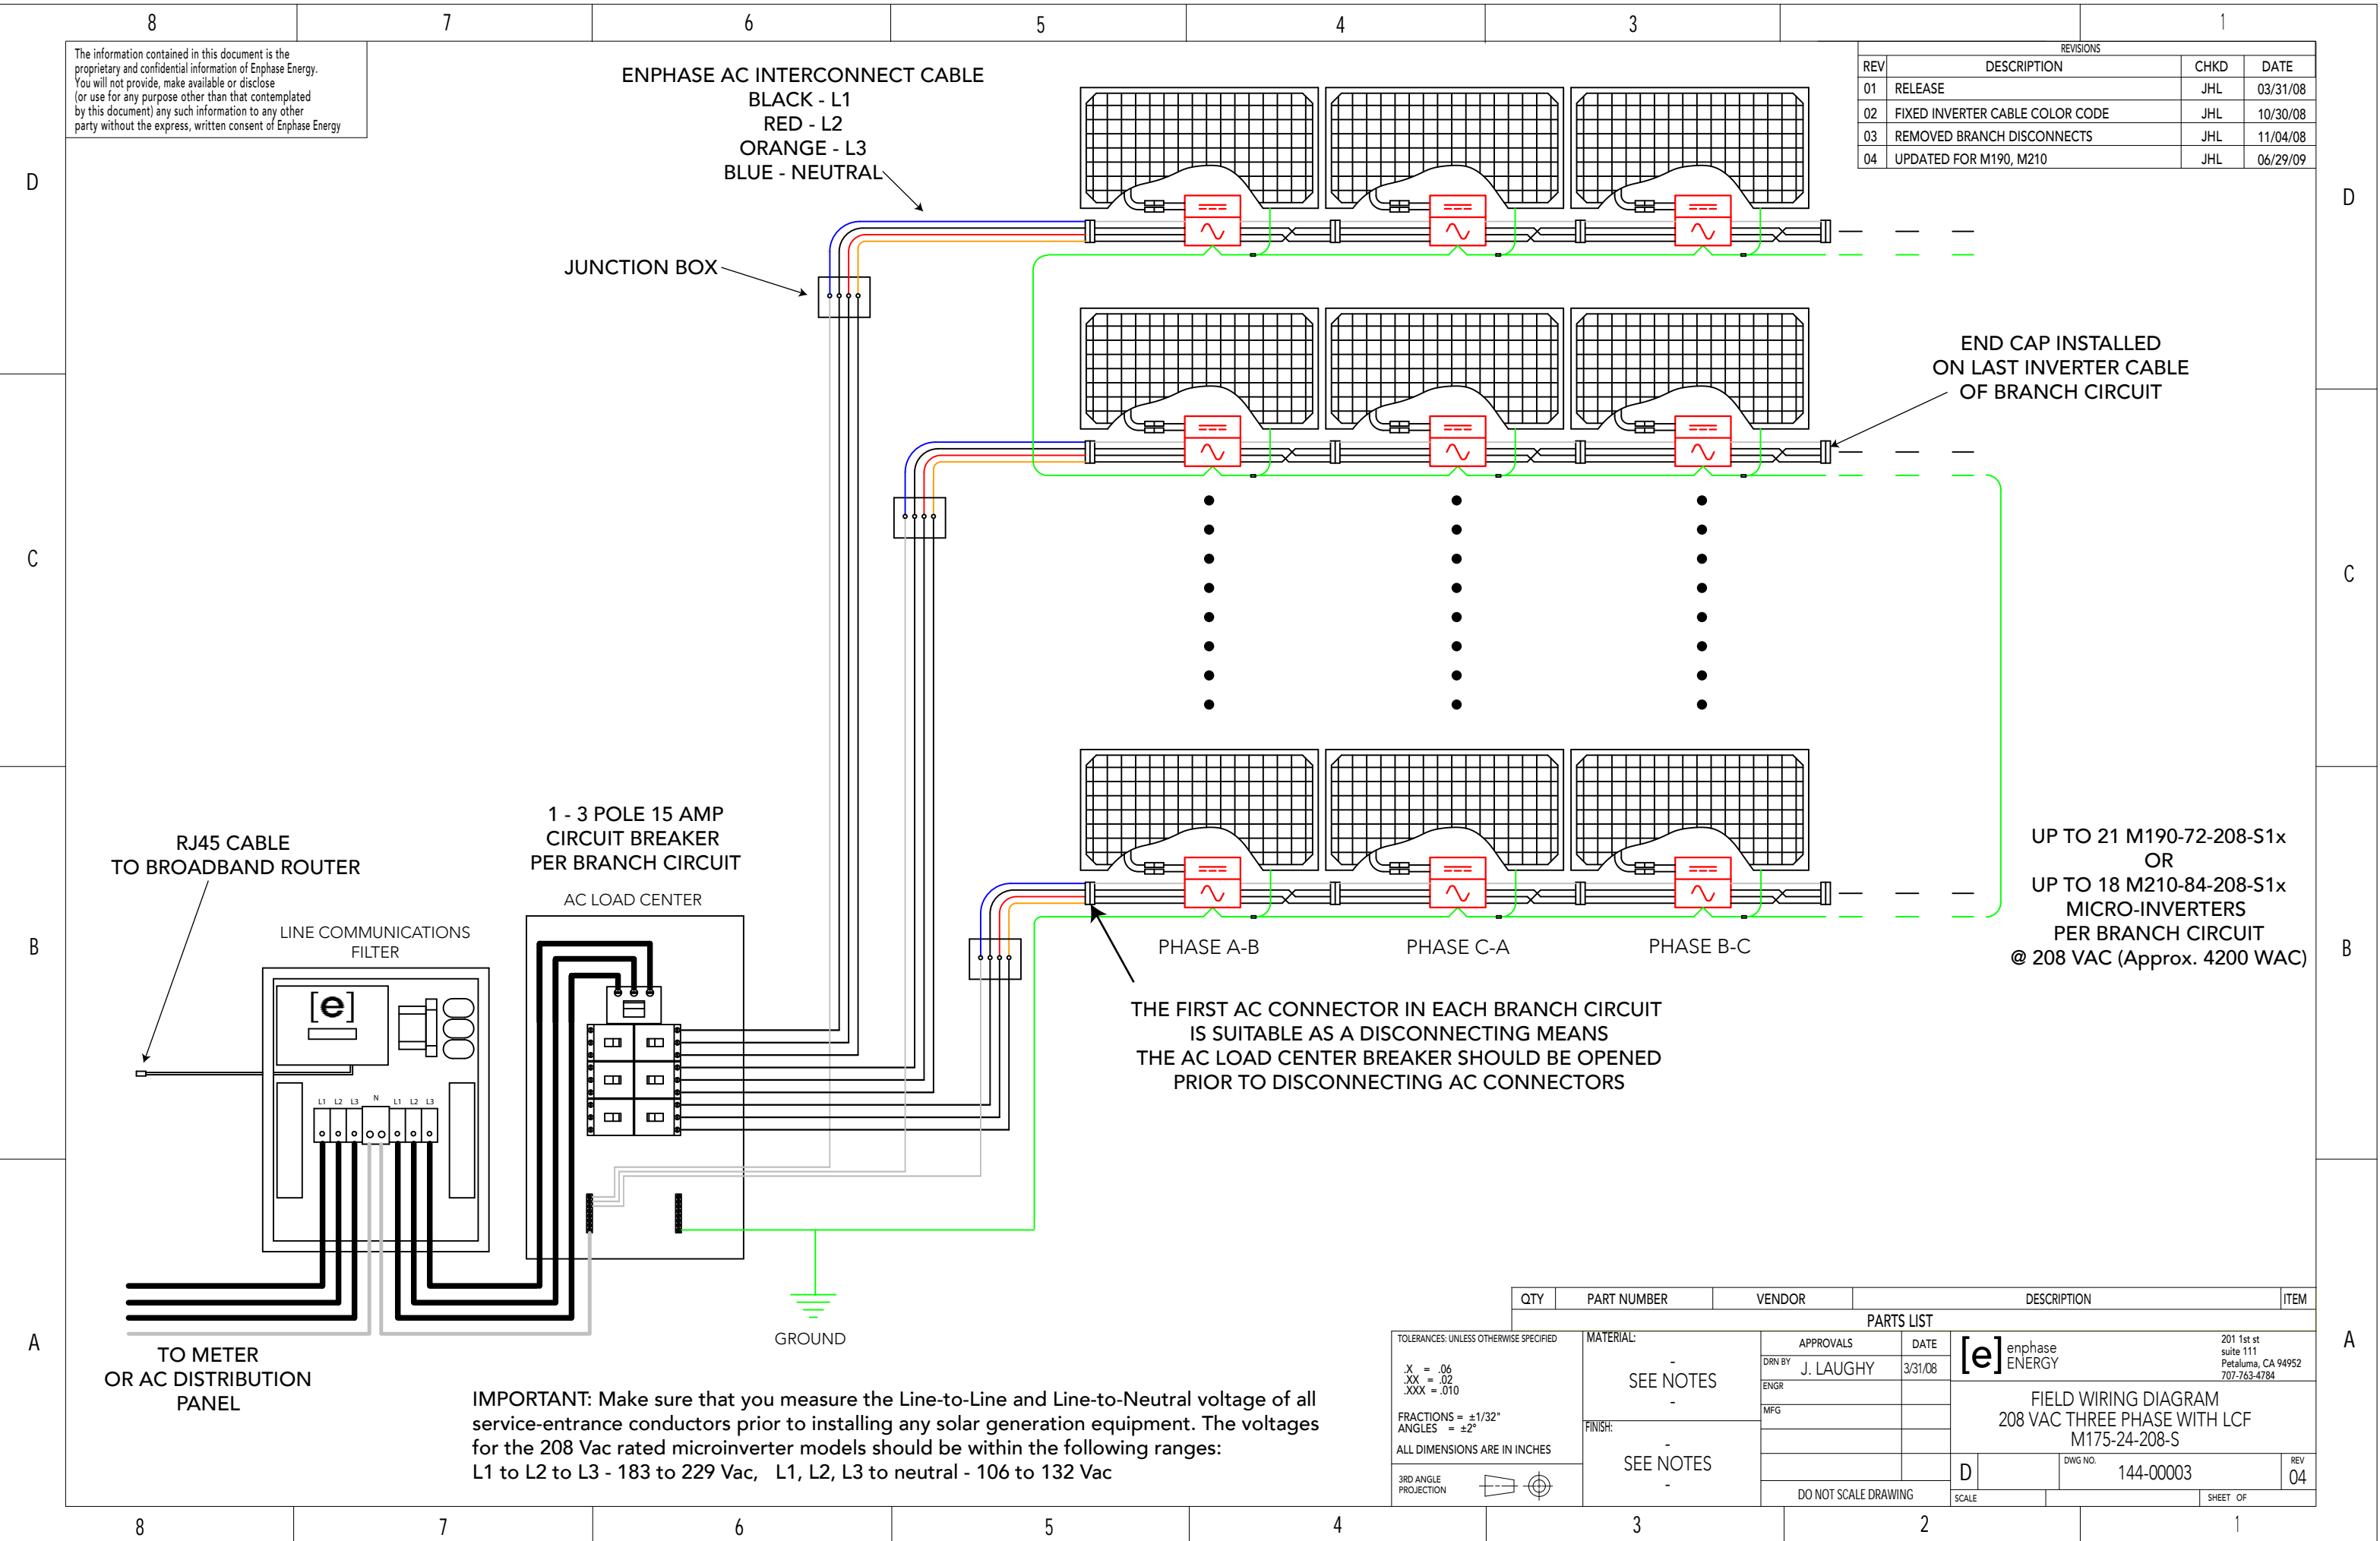 8 7 6 5 4 3 1
The information contained in this document is the
proprietary and confidential information of Enphase Energy.
You will not provide, make available or disclose
(or use for any purpose other than that contemplated
by this document) any such information to any other
party without the express, written consent of Enphase Energy
ENPHASE AC INTERCONNECT CABLE
BLACK - L1
RED - L2
ORANGE - L3
BLUE - NEUTRAL
REVISIONS
REV DESCRIPTION CHKD DATE
01 RELEASE JHL 03/31/08
02 FIXED INVERTER CABLE COLOR CODE JHL 10/30/08
03 REMOVED BRANCH DISCONNECTS JHL 11/04/08
04 UPDATED FOR M190, M210 JHL 06/29/09
D D
JUNCTION BOX
END CAP INSTALLED
ON LAST INVERTER CABLE
OF BRANCH CIRCUIT
C C
RJ45 CABLE
TO BROADBAND ROUTER
1 - 3 POLE 15 AMP
CIRCUIT BREAKER
PER BRANCH CIRCUIT
AC LOAD CENTER
LINE COMMUNICATIONS
FILTER
[e]
L1 L2 L3 N L1 L2 L3
UP TO 21 M190-72-208-S1x
OR
UP TO 18 M210-84-208-S1x
MICRO-INVERTERS
PER BRANCH CIRCUIT
@ 208 VAC (Approx. 4200 WAC)
B B
PHASE A-B PHASE C-A PHASE B-C
THE FIRST AC CONNECTOR IN EACH BRANCH CIRCUIT
IS SUITABLE AS A DISCONNECTING MEANS
THE AC LOAD CENTER BREAKER SHOULD BE OPENED
PRIOR TO DISCONNECTING AC CONNECTORS
GROUND
A A
TO METER
OR AC DISTRIBUTION
PANEL
IMPORTANT: Make sure that you measure the Line-to-Line and Line-to-Neutral voltage of all
service-entrance conductors prior to installing any solar generation equipment. The voltages
for the 208 Vac rated microinverter models should be within the following ranges:
L1 to L2 to L3 - 183 to 229 Vac, L1, L2, L3 to neutral - 106 to 132 Vac
QTY PART NUMBER VENDOR DESCRIPTION ITEM
PARTS LIST
TOLERANCES: UNLESS OTHERWISE SPECIFIED
.X = .06
.XX = .02
.XXX = .010
FRACTIONS = ±1/32"
ANGLES = ±2°
ALL DIMENSIONS ARE IN INCHES
3RD ANGLE
PROJECTION
MATERIAL:
-
SEE NOTES
-
FINISH:
-
SEE NOTES
-
APPROVALS DATE
DRN BY J. LAUGHY 3/31/08
ENGR
MFG
DO NOT SCALE DRAWING
[e] enphase
ENERGY
201 1st st
suite 111
Petaluma, CA 94952
707-763-4784
FIELD WIRING DIAGRAM
208 VAC THREE PHASE WITH LCF
M175-24-208-S
D DWG NO. 144-00003 REV 04
SCALE SHEET OF
8 7 6 5 4 3 2 1